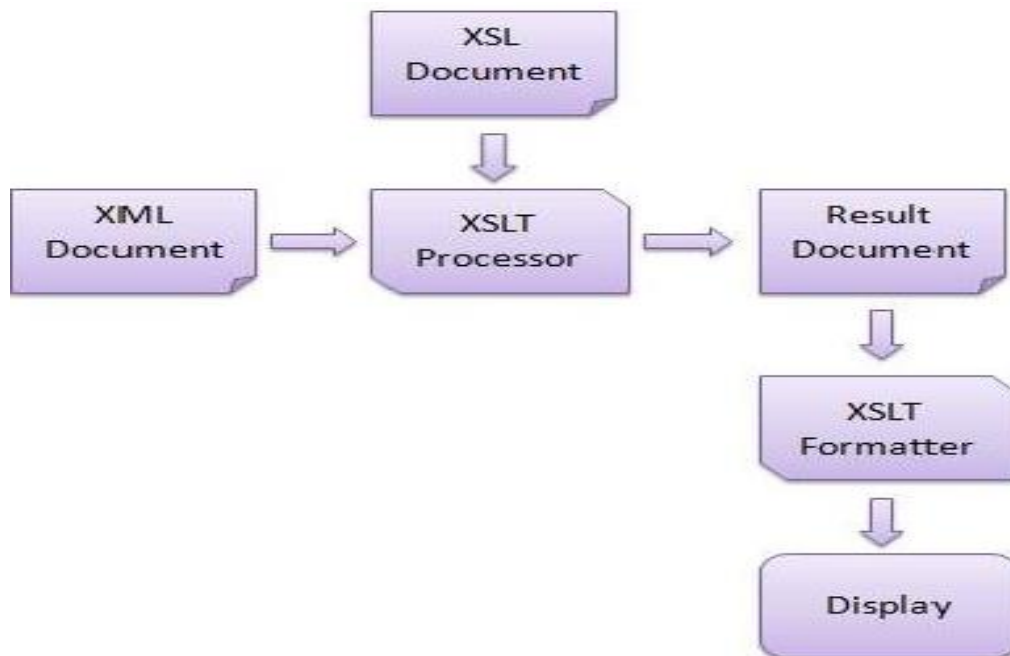 XSL
Document
XML
Document
XSLT
Processor
Result
Document
XSLT
Formatter
Display